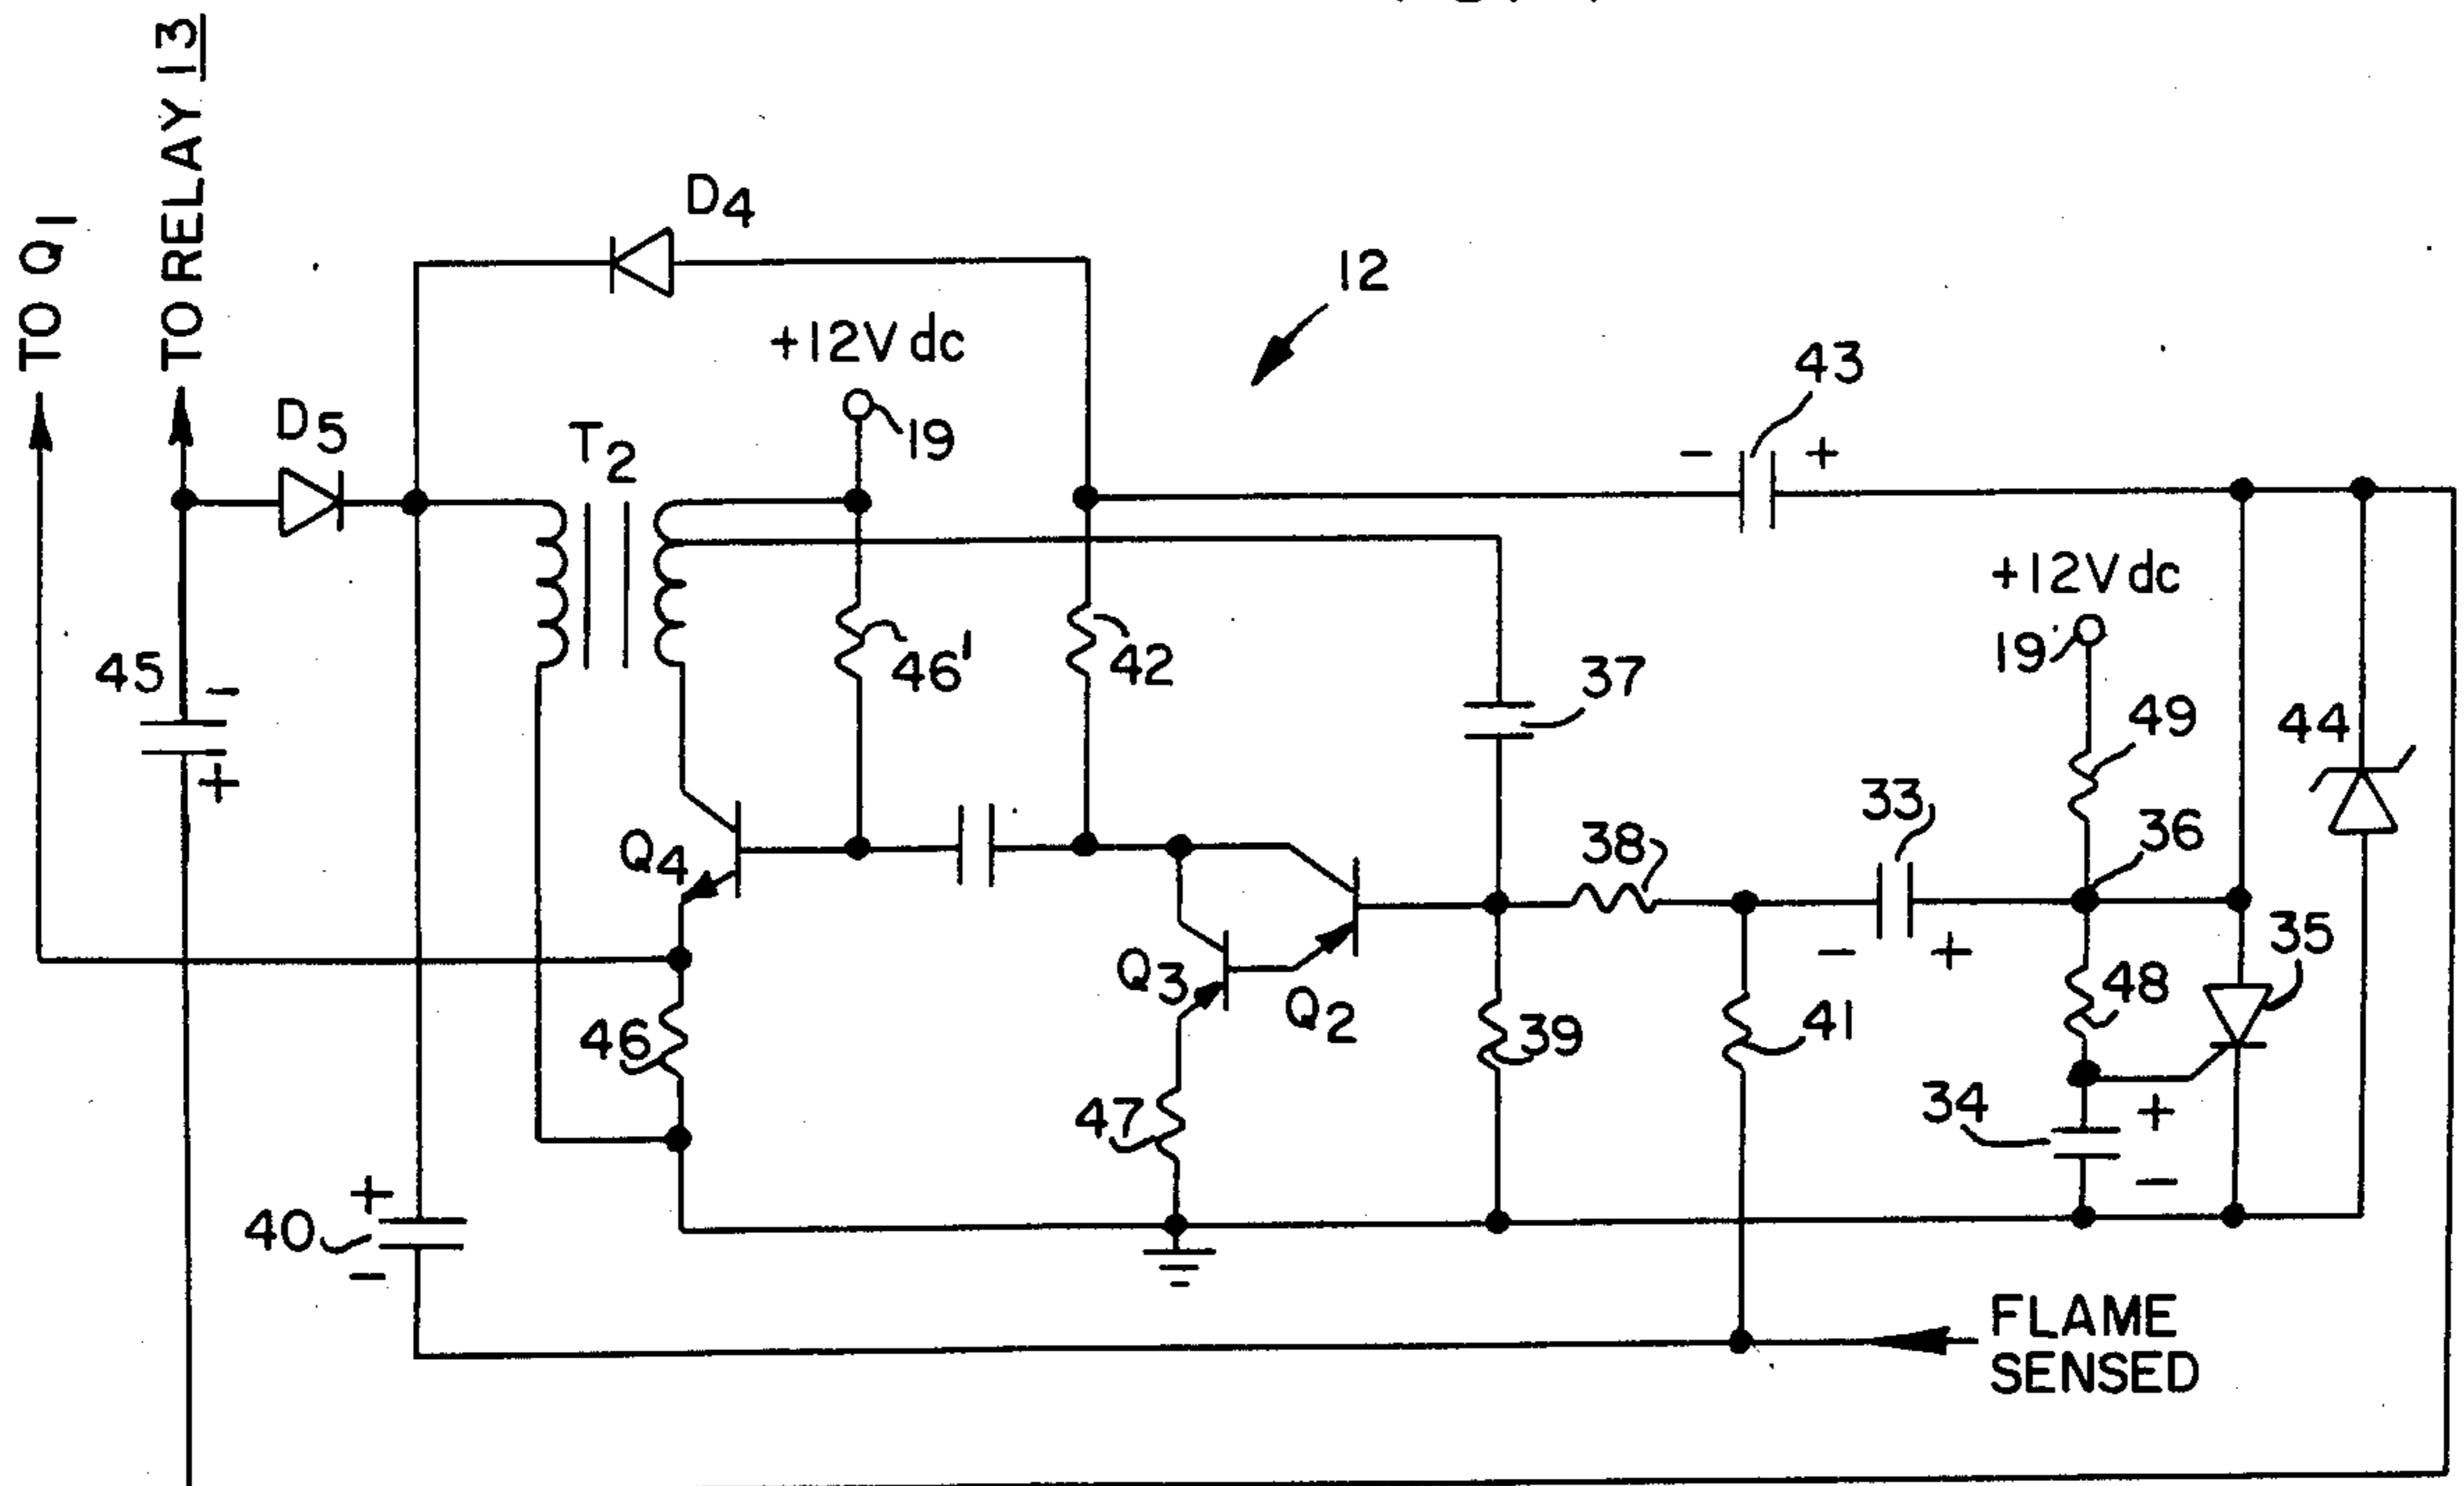 TO Q1
TO RELAY 13
D4
12
+12V dc
19
43
D5
T2
- +
+12V dc
19
46'
42
37
45
-
+
49
44
33
36
38
Q4
- +
35
Q3
48
Q2
46
39
41
47
34
+
-
+
40
-
FLAME
SENSED